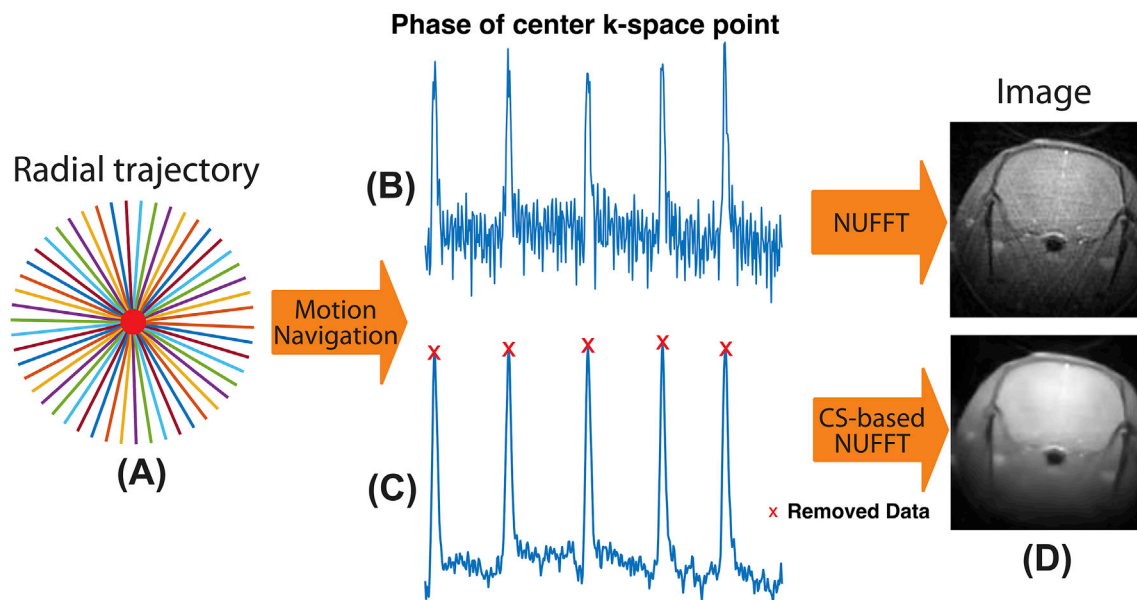 Phase of center k-space point
Image
Radial trajectory
(B)
NUFFT
Motion
Navigation
x x x x x
CS-based
NUFFT
(A)
(C)
x Removed Data
(D)